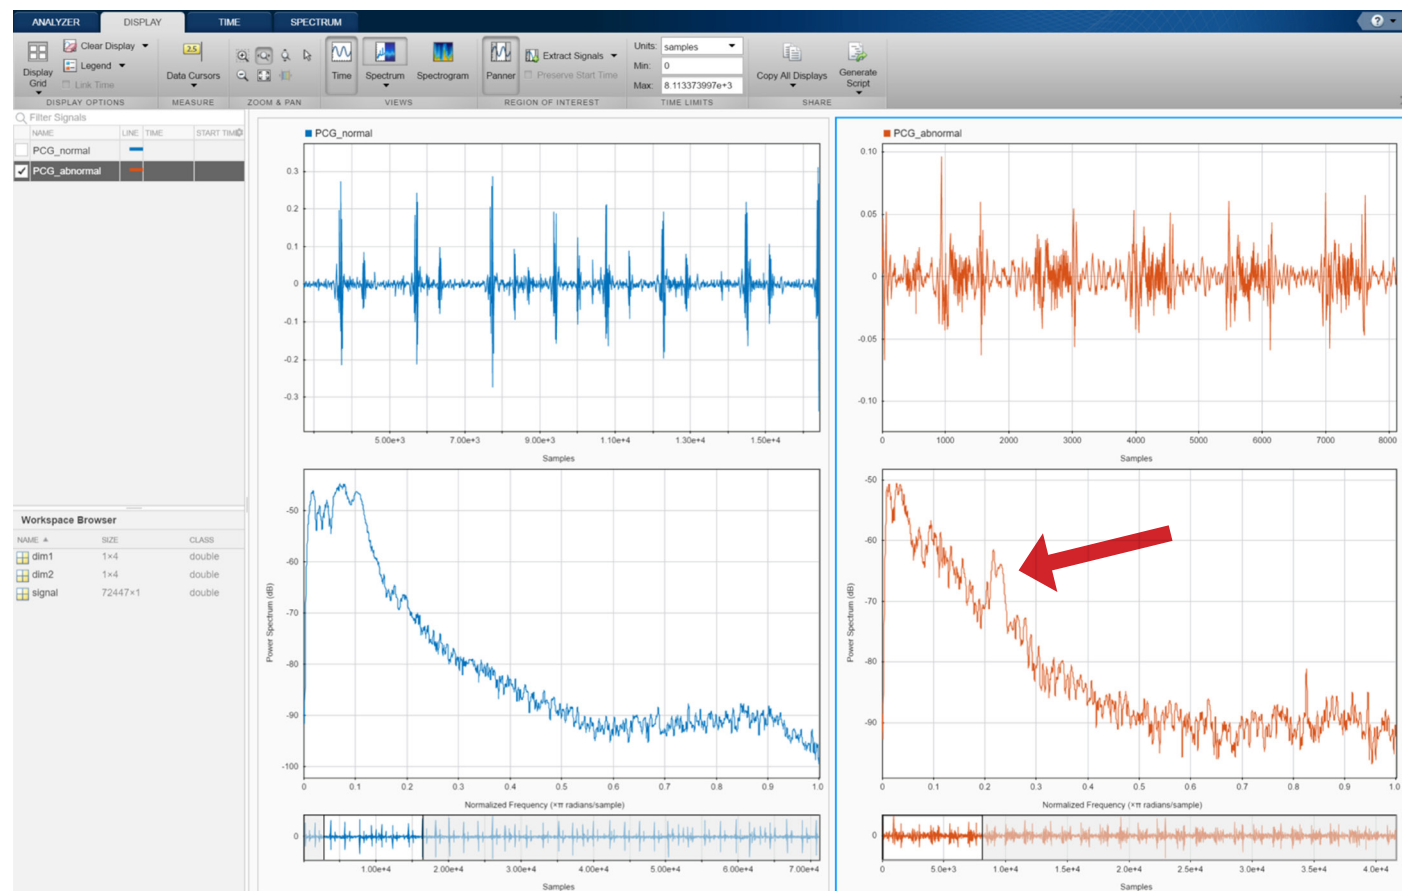 ANALYZER DISPLAY TIME SPECTRUM
?
Display Grid
Clear Display
Legend
Link Time
DISPLAY OPTIONS
2.5
Data Cursors
MEASURE
ZOOM & PAN
Time
Spectrum
Spectrogram
VIEWS
Panner
Extract Signals
Preserve Start Time
REGION OF INTEREST
Units: samples
Min: 0
Max: 8.113373997e+3
TIME LIMITS
Copy All Displays
Generate Script
SHARE
Filter Signals
NAME LINE TIME START TIME
PCG_normal
PCG_abnormal
Workspace Browser
NAME SIZE CLASS
dim1 1×4 double
dim2 1×4 double
signal 72447×1 double
PCG_normal
0.3
0.2
0.1
0
-0.1
-0.2
-0.3
5.00e+3 7.00e+3 9.00e+3 1.10e+4 1.30e+4 1.50e+4
Samples
Power Spectrum (dB)
-50
-60
-70
-80
-90
-100
0 0.1 0.2 0.3 0.4 0.5 0.6 0.7 0.8 0.9 1.0
Normalized Frequency (×π radians/sample)
0
1.00e+4 2.00e+4 3.00e+4 4.00e+4 5.00e+4 6.00e+4 7.00e+4
Samples
PCG_abnormal
0.10
0.05
0
-0.05
-0.10
0 1000 2000 3000 4000 5000 6000 7000 8000
Samples
Power Spectrum (dB)
-50
-60
-70
-80
-90
0 0.1 0.2 0.3 0.4 0.5 0.6 0.7 0.8 0.9 1.0
Normalized Frequency (×π radians/sample)
0
0 5.0e+3 1.0e+4 1.5e+4 2.0e+4 2.5e+4 3.0e+4 3.5e+4 4.0e+4
Samples